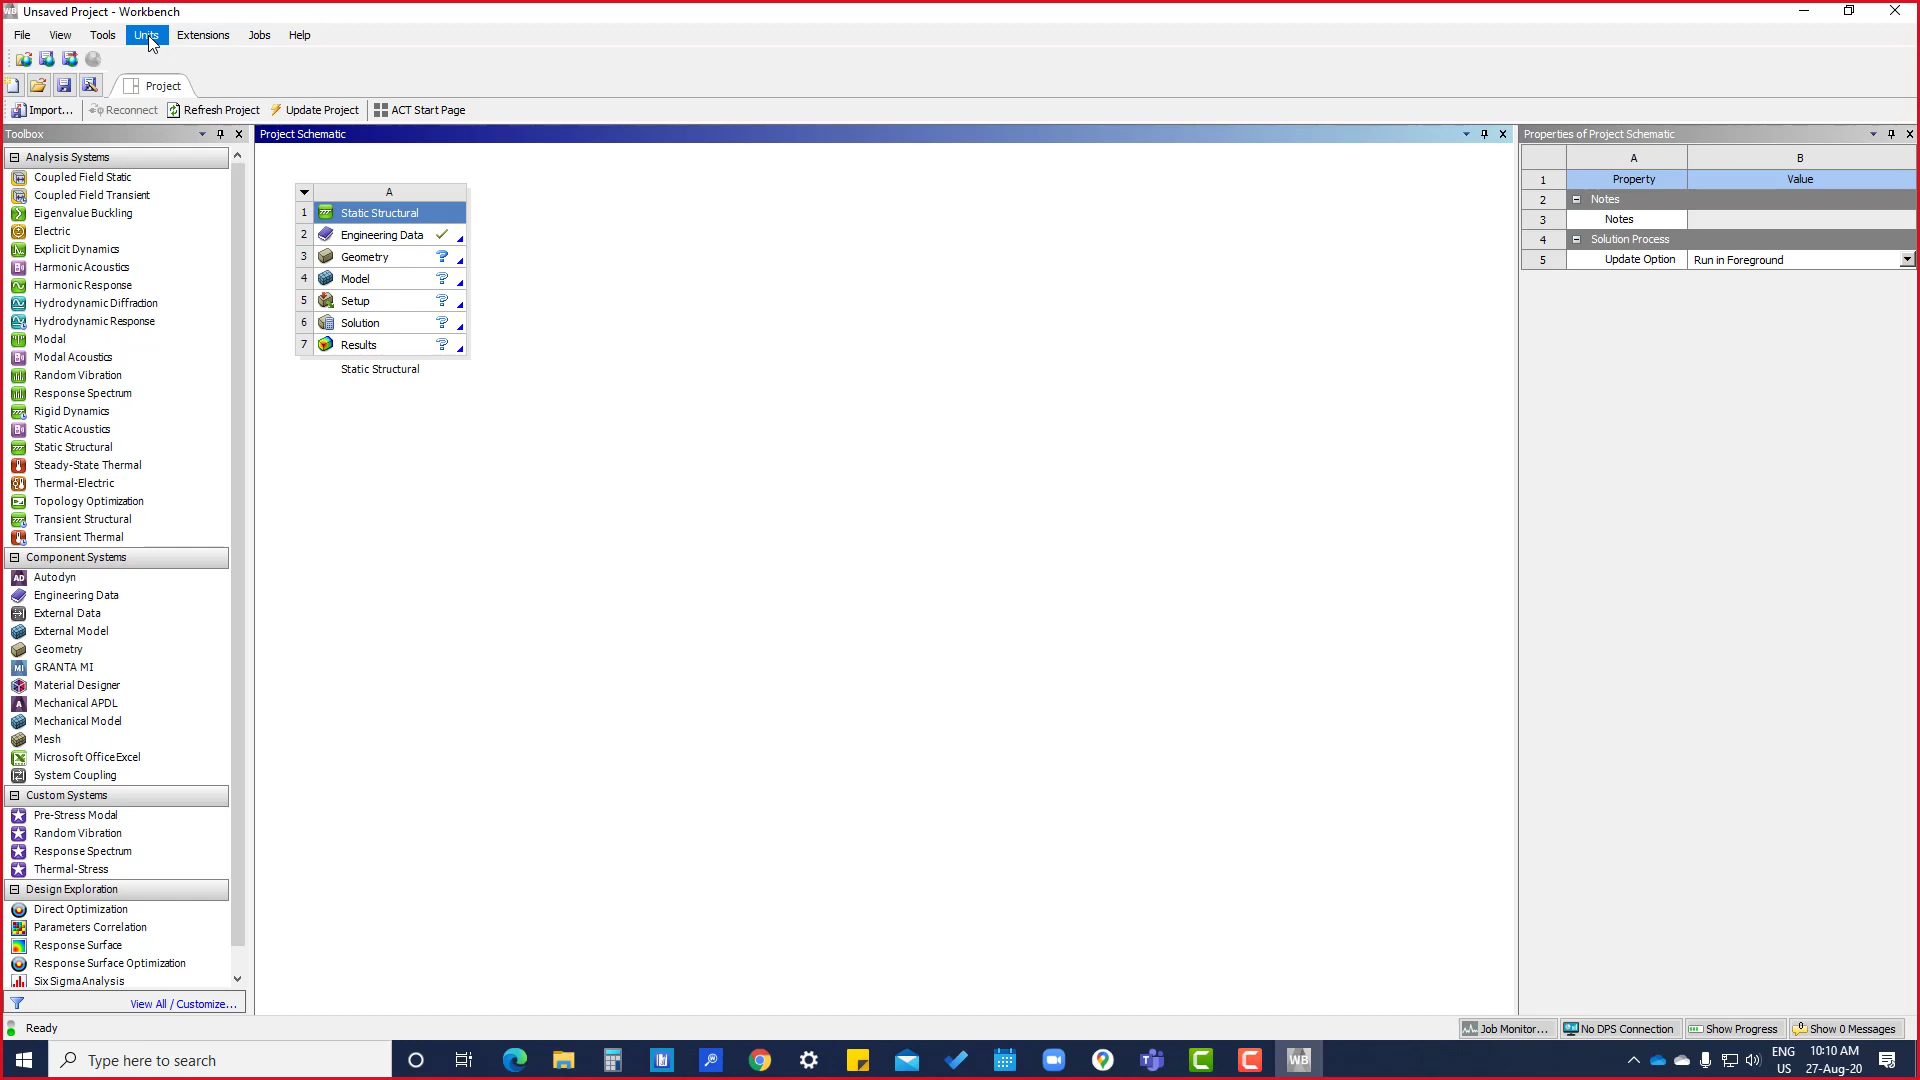 Unsaved Project - Workbench
File View Tools Units Extensions Jobs Help
Project
Import... Reconnect Refresh Project Update Project ACT Start Page
Toolbox
Analysis Systems
Coupled Field Static
Coupled Field Transient
Eigenvalue Buckling
Electric
Explicit Dynamics
Harmonic Acoustics
Harmonic Response
Hydrodynamic Diffraction
Hydrodynamic Response
Modal
Modal Acoustics
Random Vibration
Response Spectrum
Rigid Dynamics
Static Acoustics
Static Structural
Steady-State Thermal
Thermal-Electric
Topology Optimization
Transient Structural
Transient Thermal
Component Systems
Autodyn
Engineering Data
External Data
External Model
Geometry
GRANTA MI
Material Designer
Mechanical APDL
Mechanical Model
Mesh
Microsoft Office Excel
System Coupling
Custom Systems
Pre-Stress Modal
Random Vibration
Response Spectrum
Thermal-Stress
Design Exploration
Direct Optimization
Parameters Correlation
Response Surface
Response Surface Optimization
Six Sigma Analysis
View All / Customize...
Project Schematic
A
1 Static Structural
2 Engineering Data
3 Geometry ?
4 Model ?
5 Setup ?
6 Solution ?
7 Results ?
Static Structural
Properties of Project Schematic
A B
1 Property Value
2 Notes
3 Notes
4 Solution Process
5 Update Option Run in Foreground
Ready
Job Monitor... No DPS Connection Show Progress Show 0 Messages
Type here to search
WB
ENG
US
10:10 AM
27-Aug-20